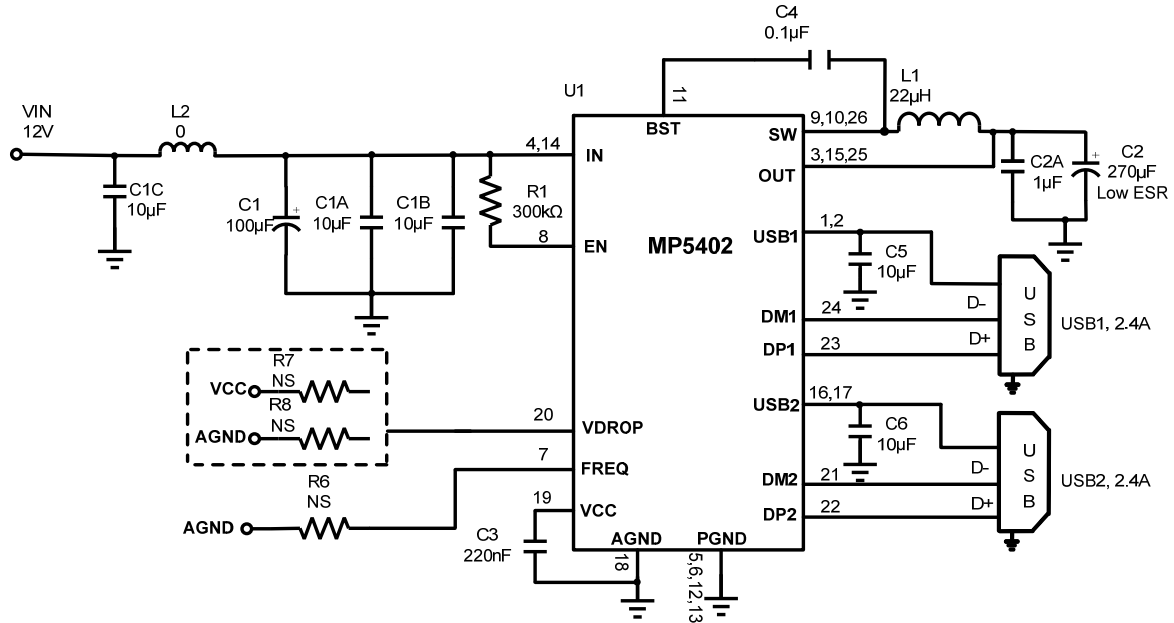 C4
0.1µF
U1
11
BST
L1
22µH
VIN
12V
L2
0
4,14
IN
9,10,26
SW
3,15,25
OUT
C1C
10µF
C1
+
100µF
C1A
10µF
C1B
10µF
R1
300kΩ
8
EN
MP5402
C2A
1µF
+
C2
270µF
Low ESR
1,2
USB1
C5
10µF
24
DM1
D-
23
DP1
D+
U
S
B
USB1, 2.4A
R7
NS
VCC
R8
NS
AGND
20
VDROP
7
FREQ
R6
NS
AGND
19
VCC
C3
220nF
16,17
USB2
C6
10µF
21
DM2
D-
22
DP2
D+
U
S
B
USB2, 2.4A
AGND
18
PGND
5,6,12,13